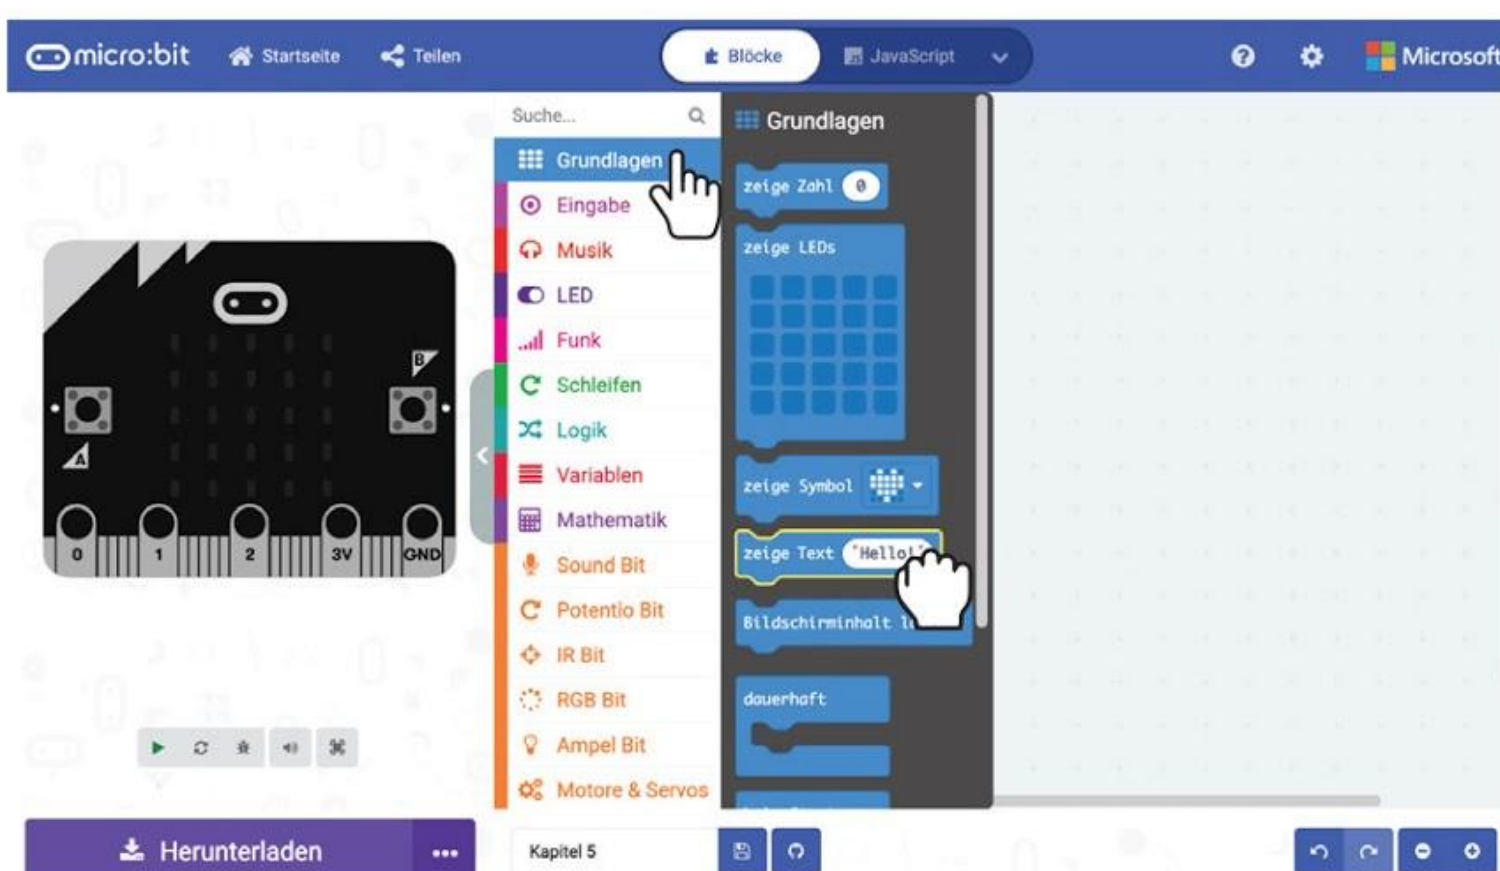 micro:bit Startseite Teilen Blöcke JavaScript Microsoft
Suche...
Grundlagen
Eingabe
Musik
LED
Funk
Schleifen
Logik
Variablen
Mathematik
Sound Bit
Potentio Bit
IR Bit
RGB Bit
Ampel Bit
Motore & Servos
Grundlagen
zeige Zahl 0
zeige LEDs
zeige Symbol
zeige Text "Hello!"
Bildschirminhalt
dauerhaft
B
A
0 1 2 3V GND
Herunterladen ...
Kapitel 5